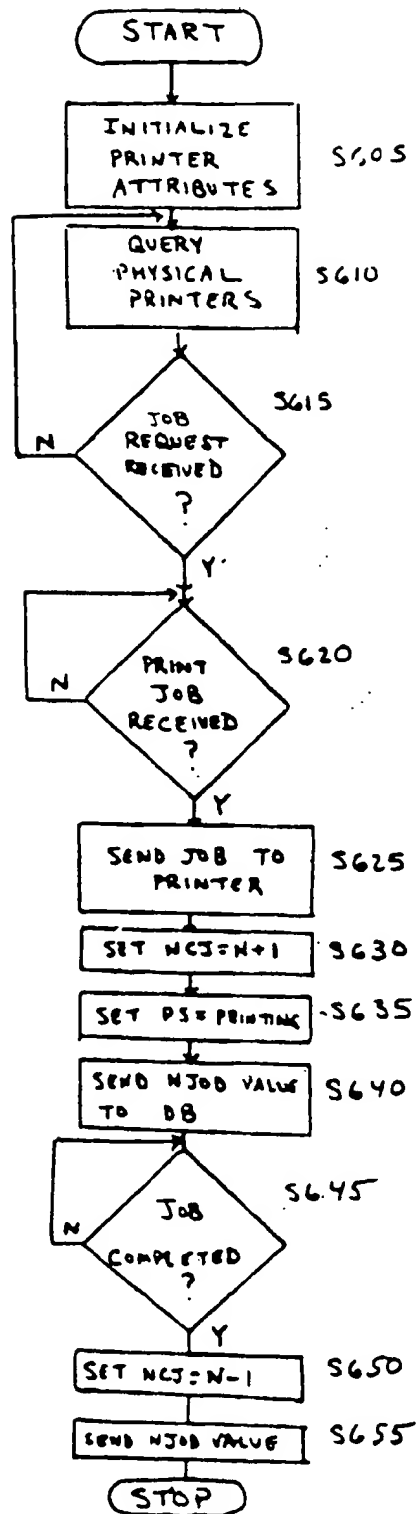 START
INITIALIZE
PRINTER
ATTRIBUTES
S605
QUERY
PHYSICAL
PRINTERS
S610
JOB
REQUEST
RECEIVED
?
S615
N
Y
PRINT
JOB
RECEIVED
?
S620
N
Y
SEND JOB TO
PRINTER
S625
SET NCJ=N+1
S630
SET PS=PRINTING
S635
SEND NJOD VALUE
TO DB
S640
JOB
COMPLETED
?
S645
N
Y
SET NCJ=N-1
S650
SEND NJOD VALUE
S655
STOP